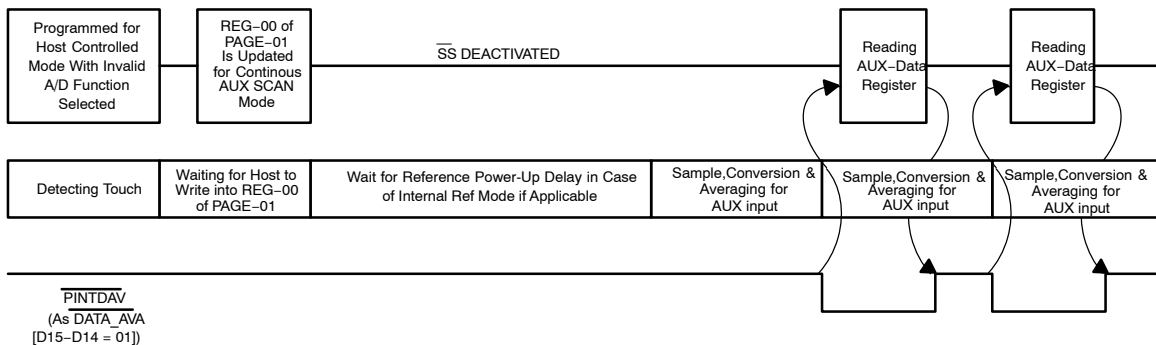 Programmed for
Host Controlled
Mode With Invalid
A/D Function
Selected
REG−00 of
PAGE−01
Is Updated
for Continous
AUX SCAN
Mode
SS DEACTIVATED
Reading
AUX−Data
Register
Reading
AUX−Data
Register
Detecting Touch
Waiting for Host to
Write into REG−00
of PAGE−01
Wait for Reference Power-Up Delay in Case
of Internal Ref Mode if Applicable
Sample,Conversion &
Averaging for
AUX input
Sample,Conversion &
Averaging for
AUX input
Sample,Conversion &
Averaging for
AUX input
PINTDAV
(As DATA_AVA
[D15−D14 = 01])